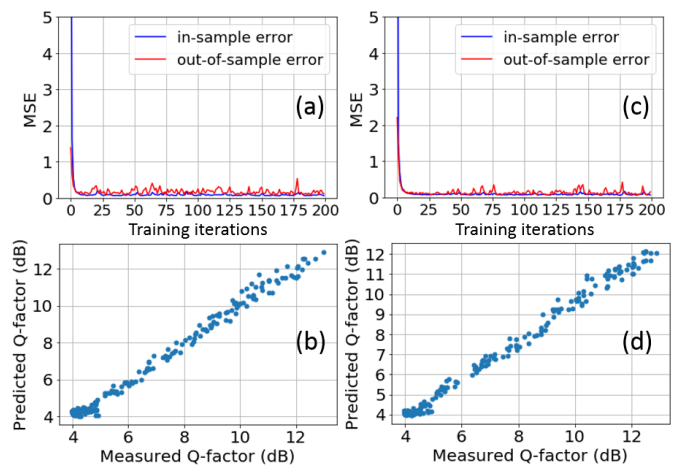 5
4
3
2
1
0
MSE
in-sample error
out-of-sample error
(a)
0 25 50 75 100 125 150 175 200
Training iterations
5
4
3
2
1
0
MSE
in-sample error
out-of-sample error
(c)
0 25 50 75 100 125 150 175 200
Training iterations
12
10
8
6
4
Predicted Q-factor (dB)
(b)
4 6 8 10 12
Measured Q-factor (dB)
12
11
10
9
8
7
6
5
4
Predicted Q-factor (dB)
(d)
4 6 8 10 12
Measured Q-factor (dB)